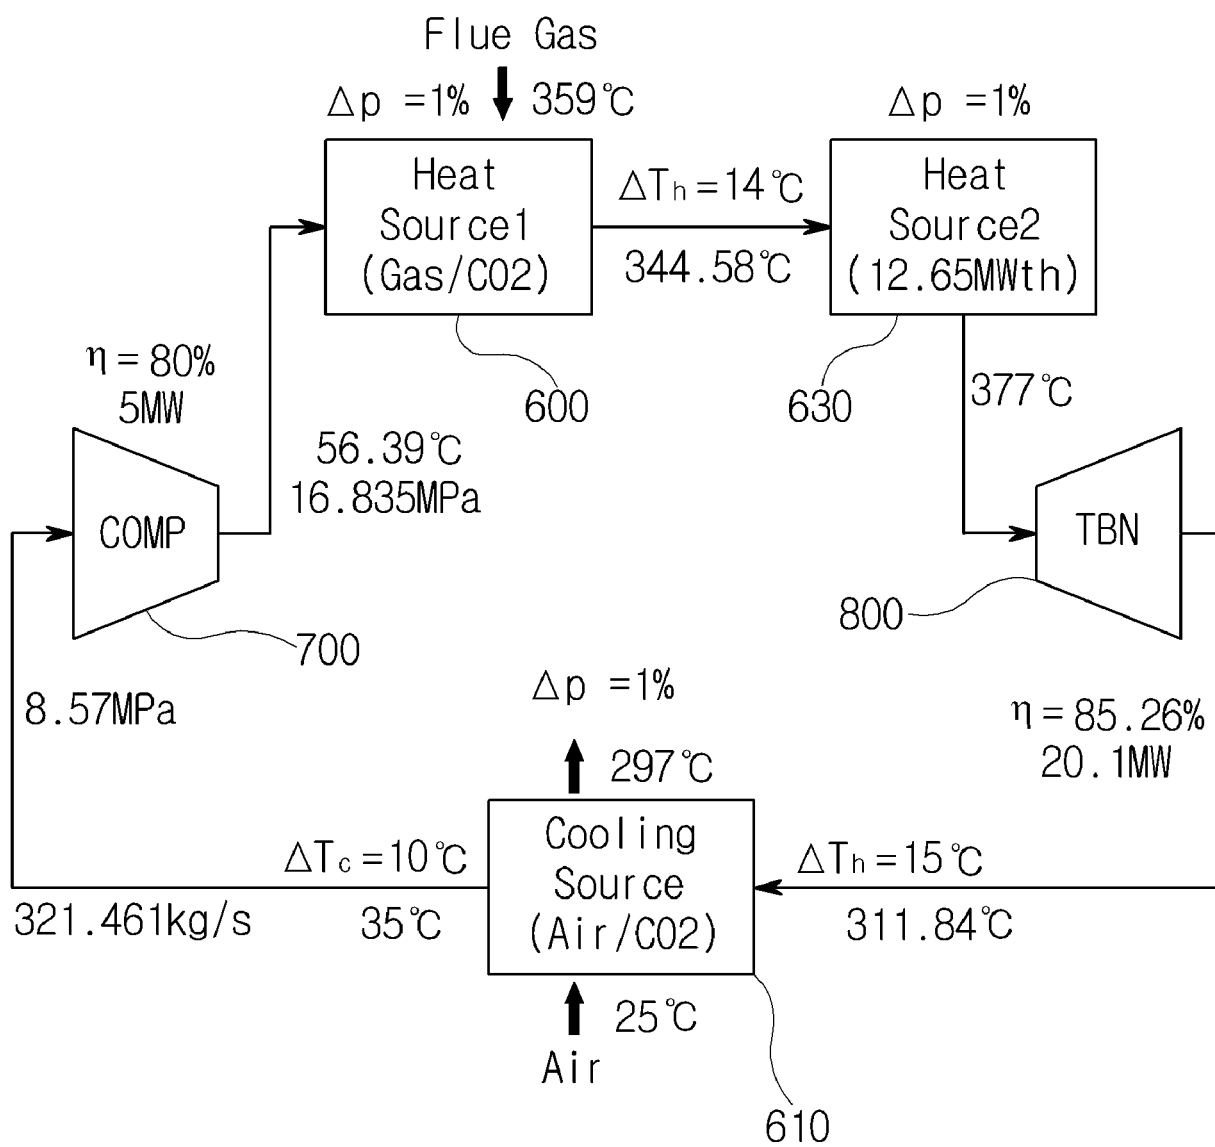 Flue Gas
359℃
Δp =1%
Δp =1%
Heat
Source1
(Gas/CO2)
ΔTh=14℃
344.58℃
Heat
Source2
(12.65MWth)
600
630
377℃
η=80%
5MW
56.39℃
16.835MPa
COMP
TBN
800
700
8.57MPa
Δp =1%
297℃
η=85.26%
20.1MW
Cooling
Source
(Air/CO2)
ΔTc=10℃
35℃
321.461kg/s
ΔTh=15℃
311.84℃
25℃
Air
610